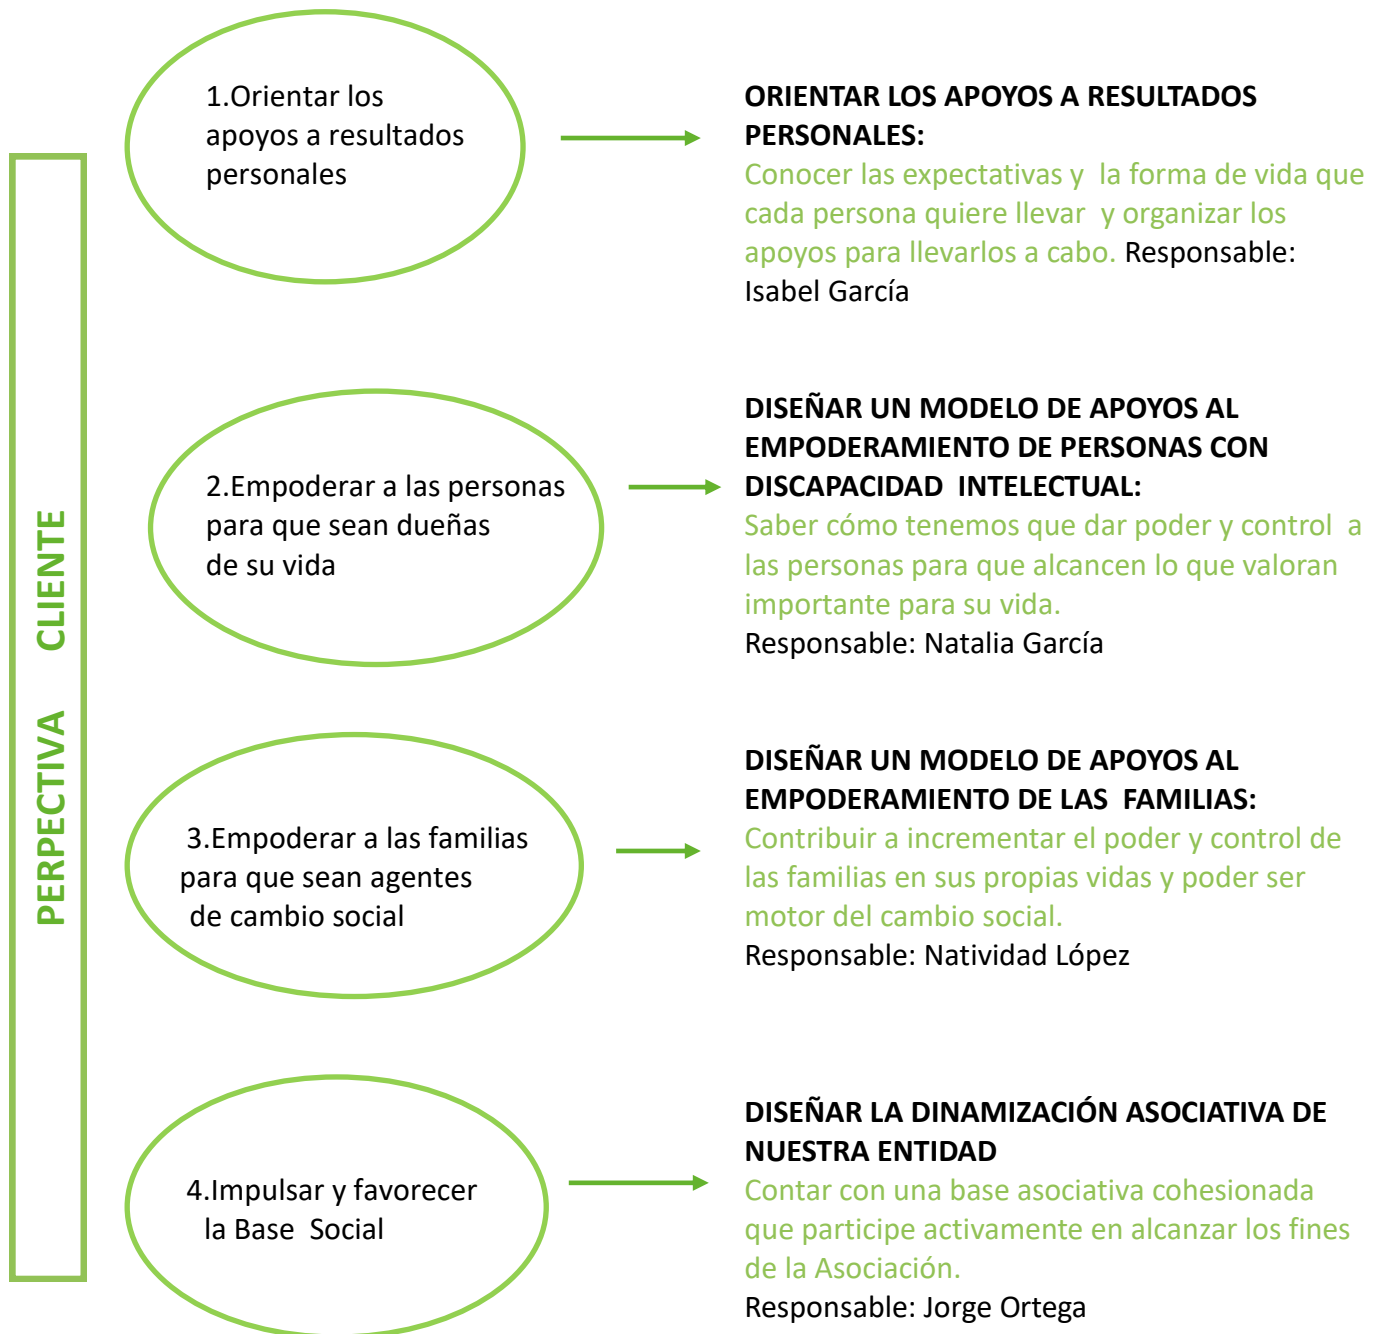 PERPECTIVA CLIENTE
1.Orientar los
apoyos a resultados
personales
ORIENTAR LOS APOYOS A RESULTADOS
PERSONALES:
Conocer las expectativas y la forma de vida que
cada persona quiere llevar y organizar los
apoyos para llevarlos a cabo. Responsable:
Isabel García
2.Empoderar a las personas
para que sean dueñas
de su vida
DISEÑAR UN MODELO DE APOYOS AL
EMPODERAMIENTO DE PERSONAS CON
DISCAPACIDAD INTELECTUAL:
Saber cómo tenemos que dar poder y control a
las personas para que alcancen lo que valoran
importante para su vida.
Responsable: Natalia García
3.Empoderar a las familias
para que sean agentes
de cambio social
DISEÑAR UN MODELO DE APOYOS AL
EMPODERAMIENTO DE LAS FAMILIAS:
Contribuir a incrementar el poder y control de
las familias en sus propias vidas y poder ser
motor del cambio social.
Responsable: Natividad López
4.Impulsar y favorecer
la Base Social
DISEÑAR LA DINAMIZACIÓN ASOCIATIVA DE
NUESTRA ENTIDAD
Contar con una base asociativa cohesionada
que participe activamente en alcanzar los fines
de la Asociación.
Responsable: Jorge Ortega